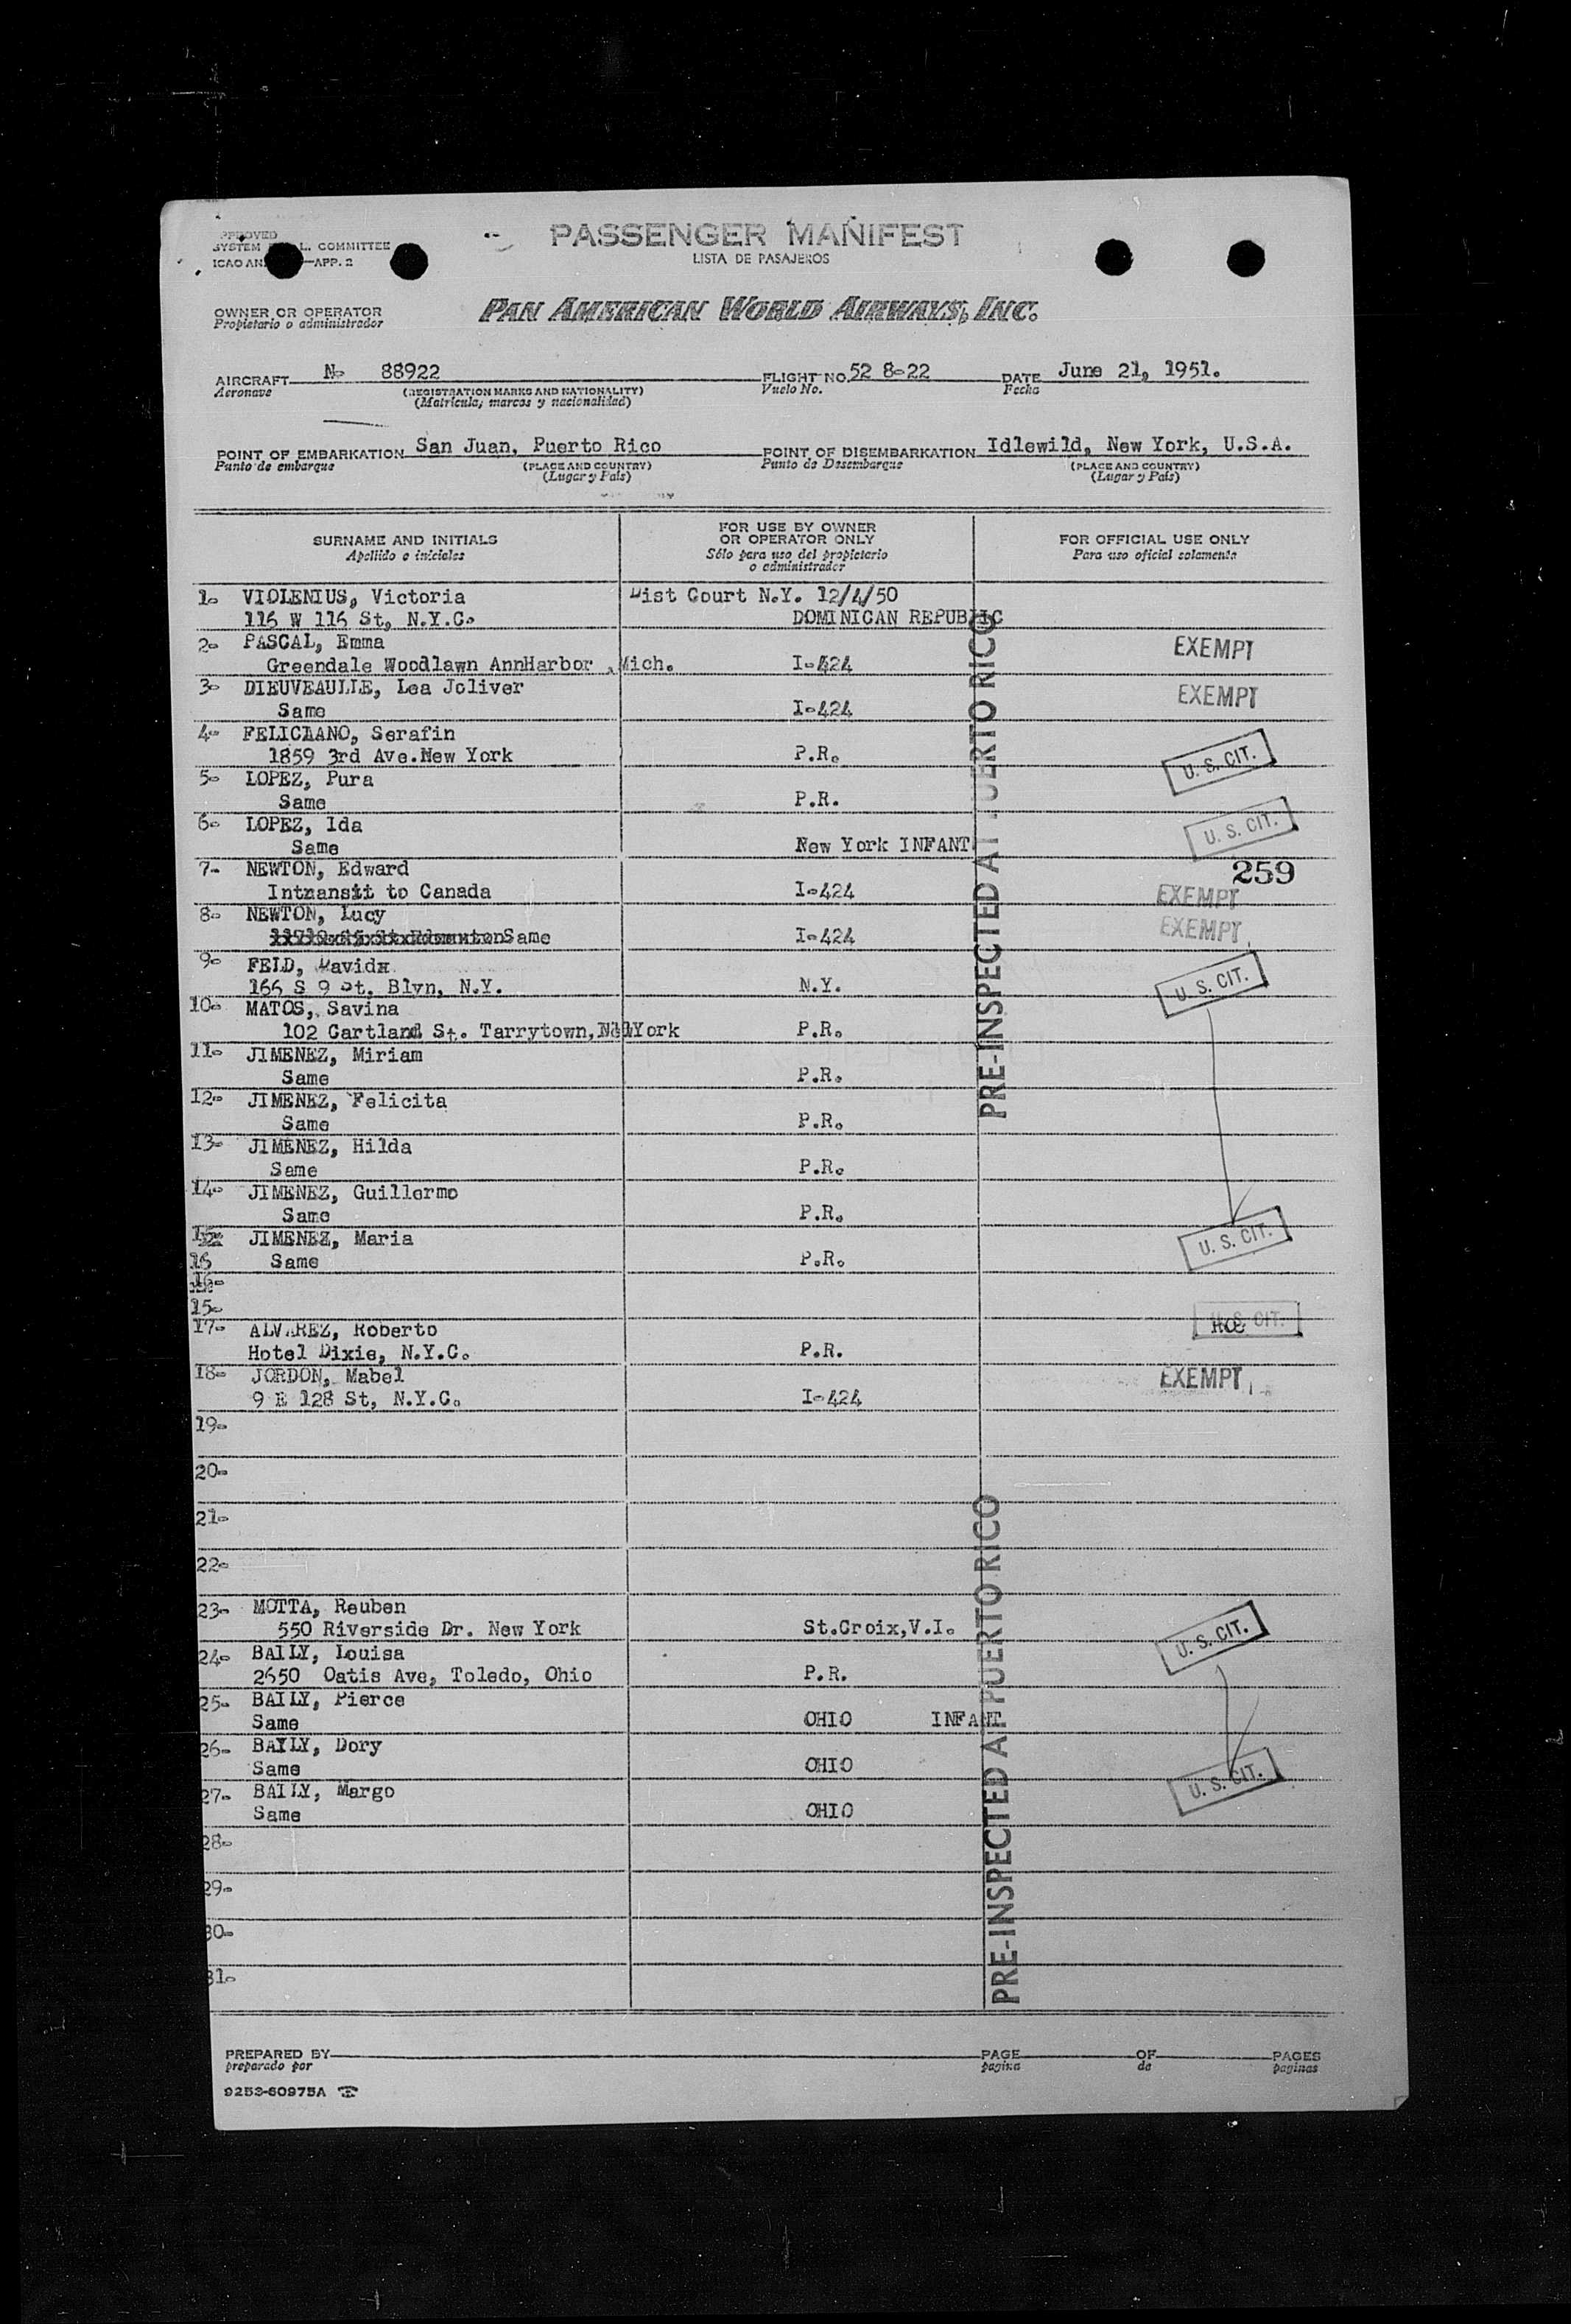 PASSENGER MANIFEST
LISTA DE PASAJEROS
APPROVED
SYSTEM L. COMMITTEE
ICAO AN —APP. 2
OWNER OR OPERATOR
Propietario o administrador
PAN AMERICAN WORLD AIRWAYS, INC.
AIRCRAFT N- 88922 FLIGHT NO. 52 8-22 DATE June 21, 1951.
Aeronave (REGISTRATION MARKS AND NATIONALITY) Vuelo No. Fecha
(Matrícula, marcas y nacionalidad)
POINT OF EMBARKATION San Juan, Puerto Rico POINT OF DISEMBARKATION Idlewild, New York, U.S.A.
Punto de embarque (PLACE AND COUNTRY) Punto de Desembarque (PLACE AND COUNTRY)
(Lugar y País) (Lugar y País)
SURNAME AND INITIALS
Apellido e iniciales
FOR USE BY OWNER
OR OPERATOR ONLY
Sólo para uso del propietario
o administrador
FOR OFFICIAL USE ONLY
Para uso oficial solamente
1- VIOLENIUS, Victoria Dist Court N.Y. 12/4/50
116 W 116 St, N.Y.C. DOMINICAN REPUBLIC
2- PASCAL, Emma EXEMPT
Greendale Woodlawn AnnHarbor ,Mich. I-424
3- DIEUVEAULLE, Lea Joliver EXEMPT
Same I-424
4- FELICIANO, Serafin
1859 3rd Ave.New York P.R. U. S. CIT.
5- LOPEZ, Pura
Same P.R.
6- LOPEZ, Ida U. S. CIT.
Same New York INFANT
7- NEWTON, Edward 259
Intransit to Canada I-424 EXEMPT
8- NEWTON, Lucy EXEMPT
Same I-424
9- FELD, Davidx
166 S 9 St. Blyn, N.Y. N.Y. U. S. CIT.
10- MATOS, Savina
102 Cartland St. Tarrytown, York P.R.
11- JIMENEZ, Miriam
Same P.R.
12- JIMENEZ, Felicita
Same P.R.
13- JIMENEZ, Hilda
Same P.R.
14- JIMENEZ, Guillermo
Same P.R.
15- JIMENEZ, Maria U. S. CIT.
16 Same P.R.
16-
15-
17- ALVAREZ, Roberto U. S. CIT.
Hotel Dixie, N.Y.C. P.R.
18- JORDON, Mabel EXEMPT
9 E 128 St, N.Y.C. I-424
19-
20-
21-
22-
23- MOTTA, Reuben
550 Riverside Dr. New York St.Croix,V.I. U. S. CIT.
24- BAILY, Louisa
2650 Oatis Ave, Toledo, Ohio P.R.
25- BAILY, Pierce
Same OHIO INFANT
26- BAILY, Dory
Same OHIO
27- BAILY, Margo U. S. CIT.
Same OHIO
28-
29-
30-
31-
PRE-INSPECTED AT PUERTO RICO
PRE-INSPECTED AT PUERTO RICO
PREPARED BY PAGE OF PAGES
preparado por pagina de paginas
9253-60975A